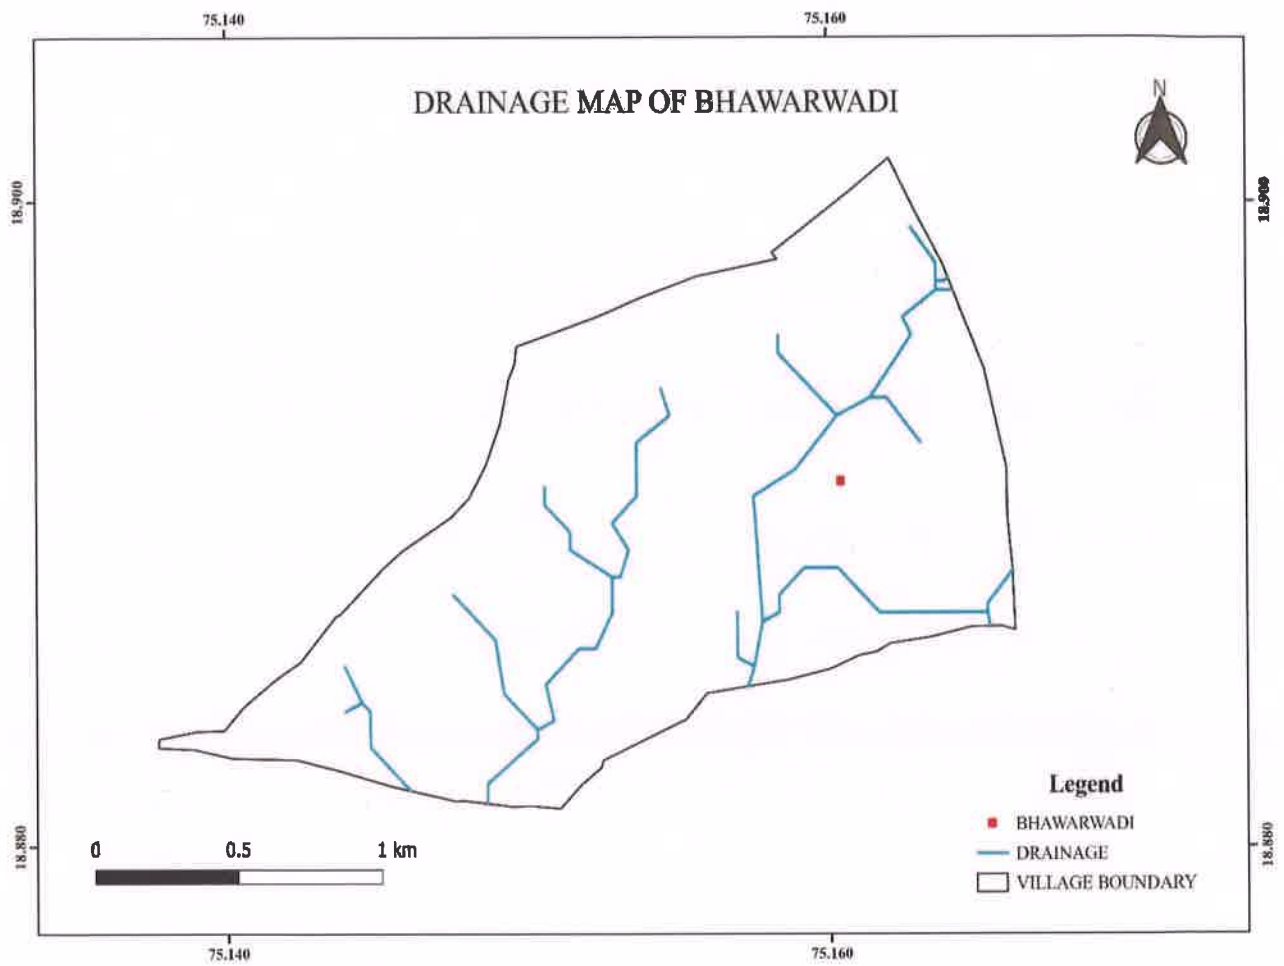 75.140
75.160
DRAINAGE MAP OF BHAWARWADI
N
18.900
18.900
Legend
BHAWARWADI
DRAINAGE
VILLAGE BOUNDARY
0 0.5 1 km
18.880
18.880
75.140
75.160